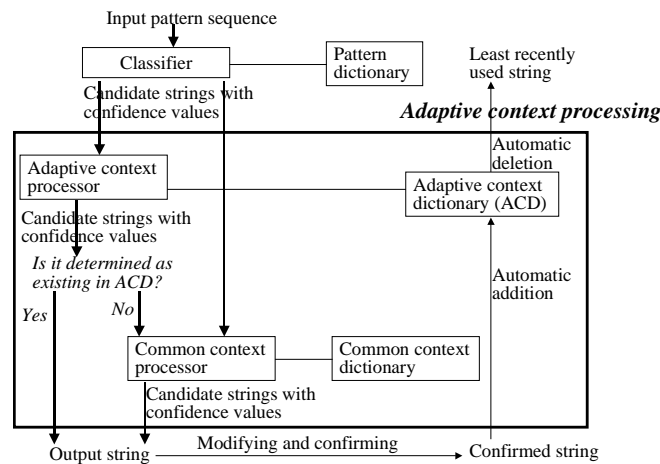 Input pattern sequence
Classifier
Pattern
dictionary
Least recently
used string
Candidate strings with
confidence values
Adaptive context processing
Automatic
deletion
Adaptive context
processor
Adaptive context
dictionary (ACD)
Candidate strings with
confidence values
Is it determined as
existing in ACD?
Automatic
addition
Yes
No
Common context
processor
Common context
dictionary
Candidate strings with
confidence values
Output string
Modifying and confirming
Confirmed string